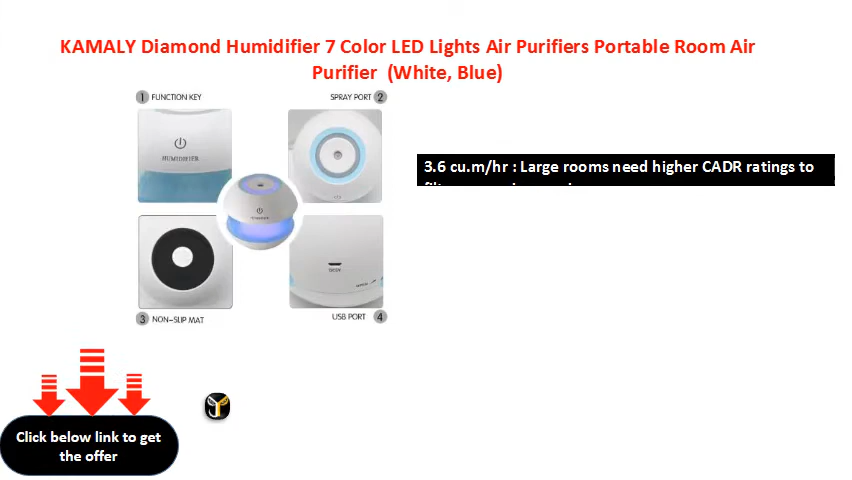 KAMALY Diamond Humidifier 7 Color LED Lights Air Purifiers Portable Room Air
Purifier (White, Blue)
1 FUNCTION KEY
SPRAY PORT 2
HUMIDIFIER
3.6 cu.m/hr : Large rooms need higher CADR ratings to
3 NON-SLIP MAT
USB PORT 4
Click below link to get
the offer